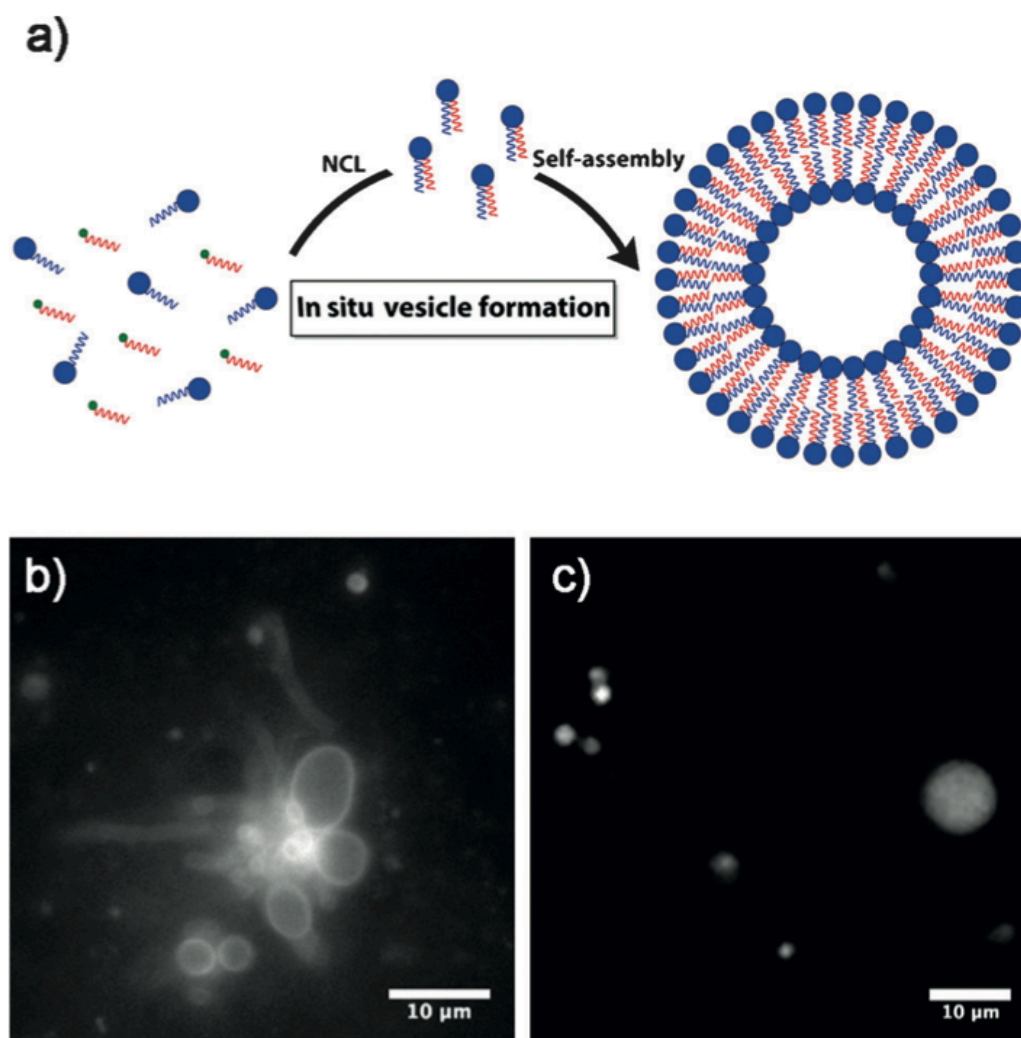 a)
NCL
Self-assembly
In situ vesicle formation
b)
c)
10 µm
10 µm